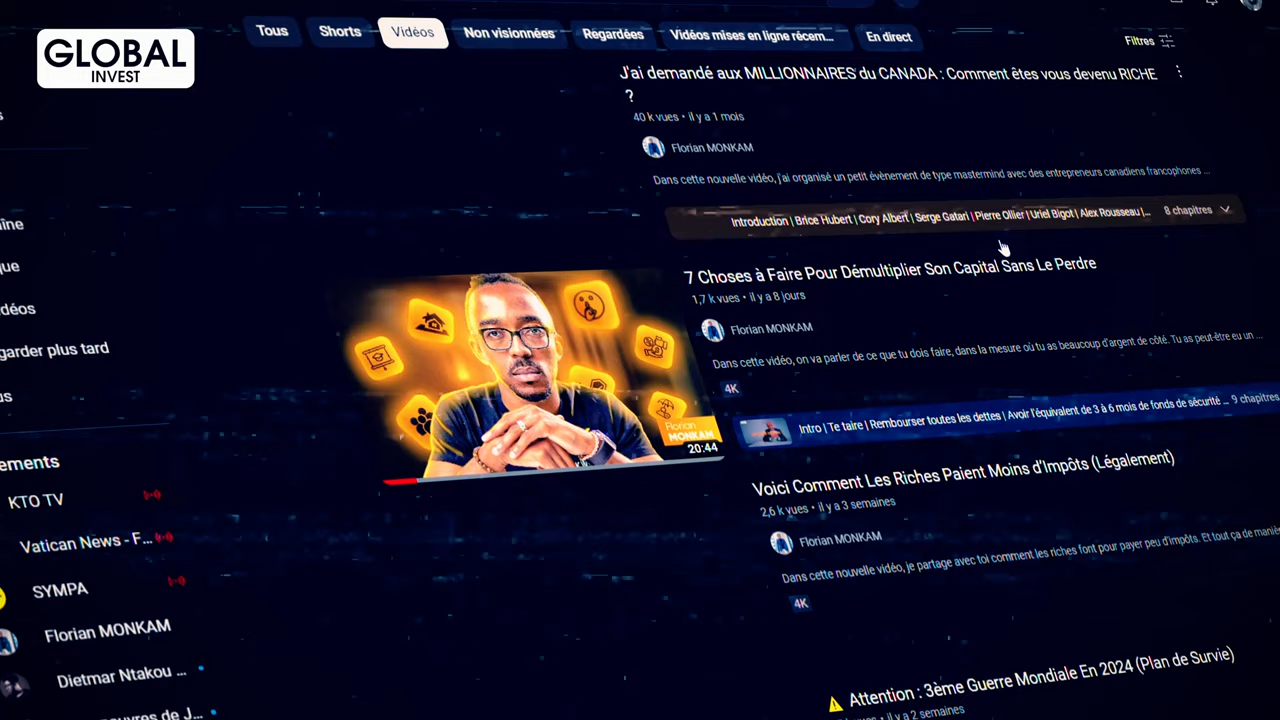 GLOBAL
INVEST
Tous
Shorts
Vidéos
Non visionnées
Regardées
Vidéos mises en ligne récem...
En direct
Filtres
J'ai demandé aux MILLIONNAIRES du CANADA : Comment êtes vous devenu RICHE
?
40 k vues • il y a 1 mois
Florian MONKAM
Dans cette nouvelle vidéo, j'ai organisé un petit évènement de type mastermind avec des entrepreneurs canadiens francophones ...
Introduction | Brice Hubert | Cory Albert | Serge Gatari | Pierre Ollier | Uriel Bigot | Alex Rousseau |...
8 chapitres
7 Choses à Faire Pour Démultiplier Son Capital Sans Le Perdre
1,7 k vues • il y a 8 jours
Florian MONKAM
Dans cette vidéo, on va parler de ce que tu dois faire, dans la mesure où tu as beaucoup d'argent de côté. Tu as peut-être eu un ...
4K
Florian
MONKAM
20:44
Intro | Te taire | Rembourser toutes les dettes | Avoir l'équivalent de 3 à 6 mois de fonds de sécurité ...
9 chapitres
Voici Comment Les Riches Paient Moins d'Impôts (Légalement)
2,6 k vues • il y a 3 semaines
Florian MONKAM
Dans cette nouvelle vidéo, je partage avec toi comment les riches font pour payer peu d'impôts. Et tout ça de maniè
4K
Attention : 3ème Guerre Mondiale En 2024 (Plan de Survie)
vues • il y a 2 semaines
s
aîne
que
déos
garder plus tard
us
ements
KTO TV
Vatican News - F...
SYMPA
Florian MONKAM
Dietmar Ntakou ...
uvres de J...